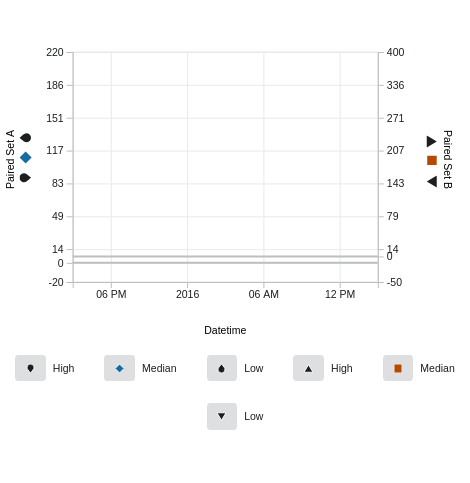 220
400
186
336
151
271
117
207
83
143
49
79
14
14
0
0
-20
-50
Paired Set A
Paired Set B
06 PM
2016
06 AM
12 PM
Datetime
High
Median
Low
High
Median
Low